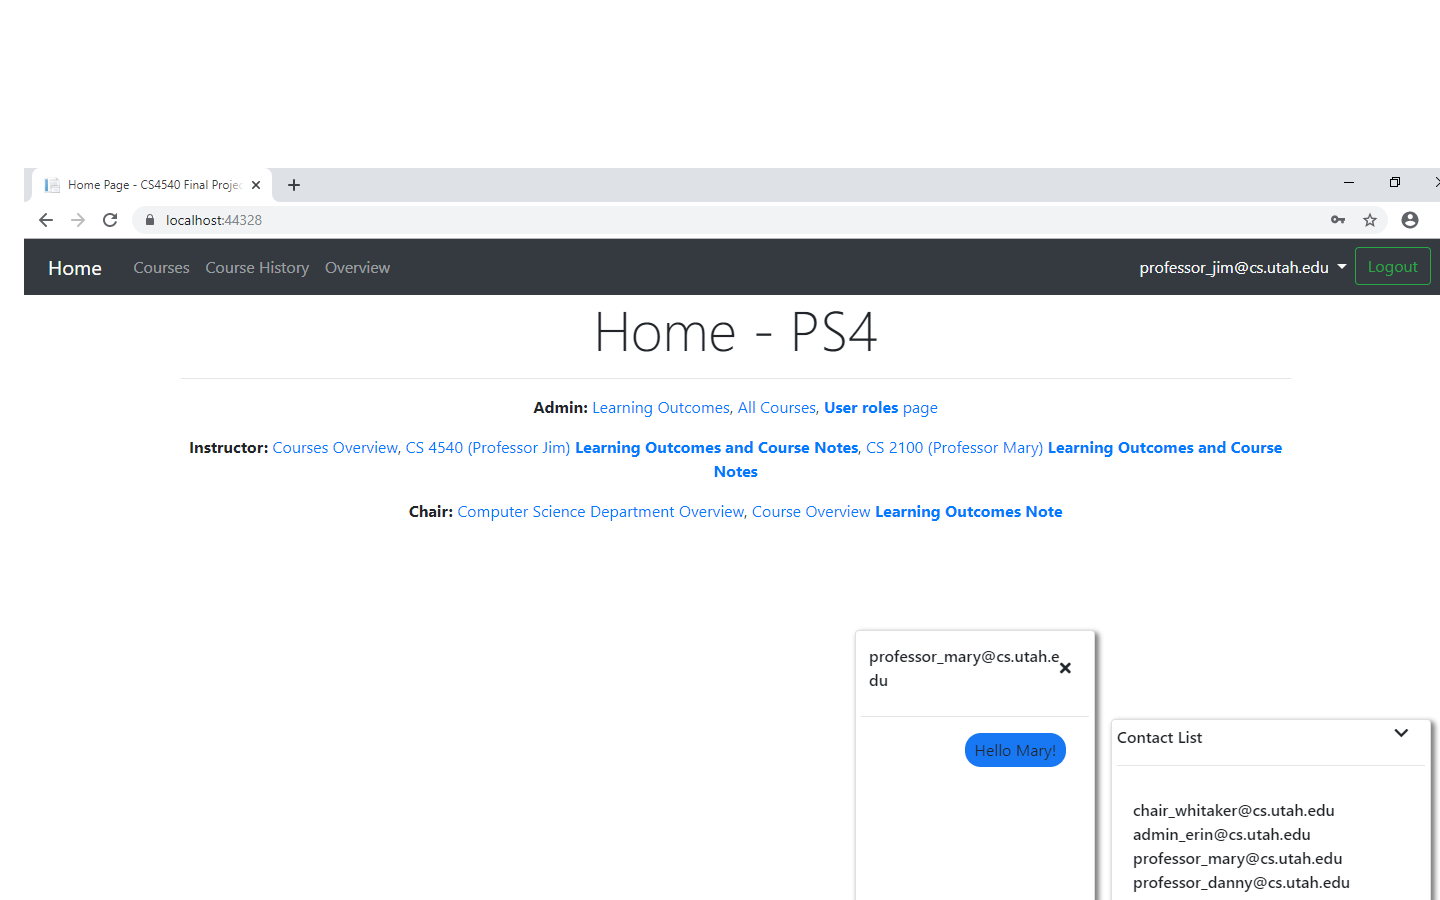 Home Page - CS4540 Final Projec
localhost:44328
Home Courses Course History Overview professor_jim@cs.utah.edu Logout
Home - PS4
Admin: Learning Outcomes, All Courses, User roles page
Instructor: Courses Overview, CS 4540 (Professor Jim) Learning Outcomes and Course Notes, CS 2100 (Professor Mary) Learning Outcomes and Course
Notes
Chair: Computer Science Department Overview, Course Overview Learning Outcomes Note
professor_mary@cs.utah.e
du
Hello Mary!
Contact List
chair_whitaker@cs.utah.edu
admin_erin@cs.utah.edu
professor_mary@cs.utah.edu
professor_danny@cs.utah.edu